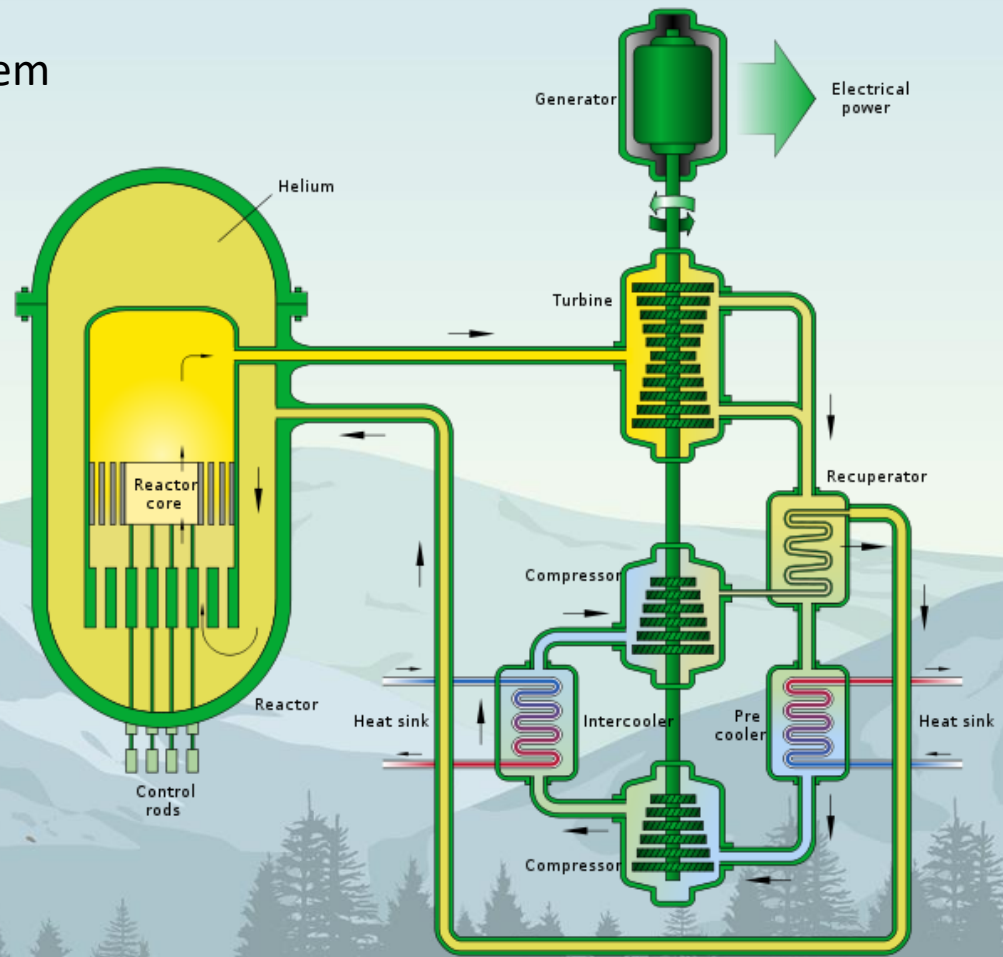 em
Generator
Electrical
power
Helium
Turbine
Reactor
core
Recuperator
Compressor
Reactor
Heat sink
Intercooler
Pre
cooler
Heat sink
Control
rods
Compressor